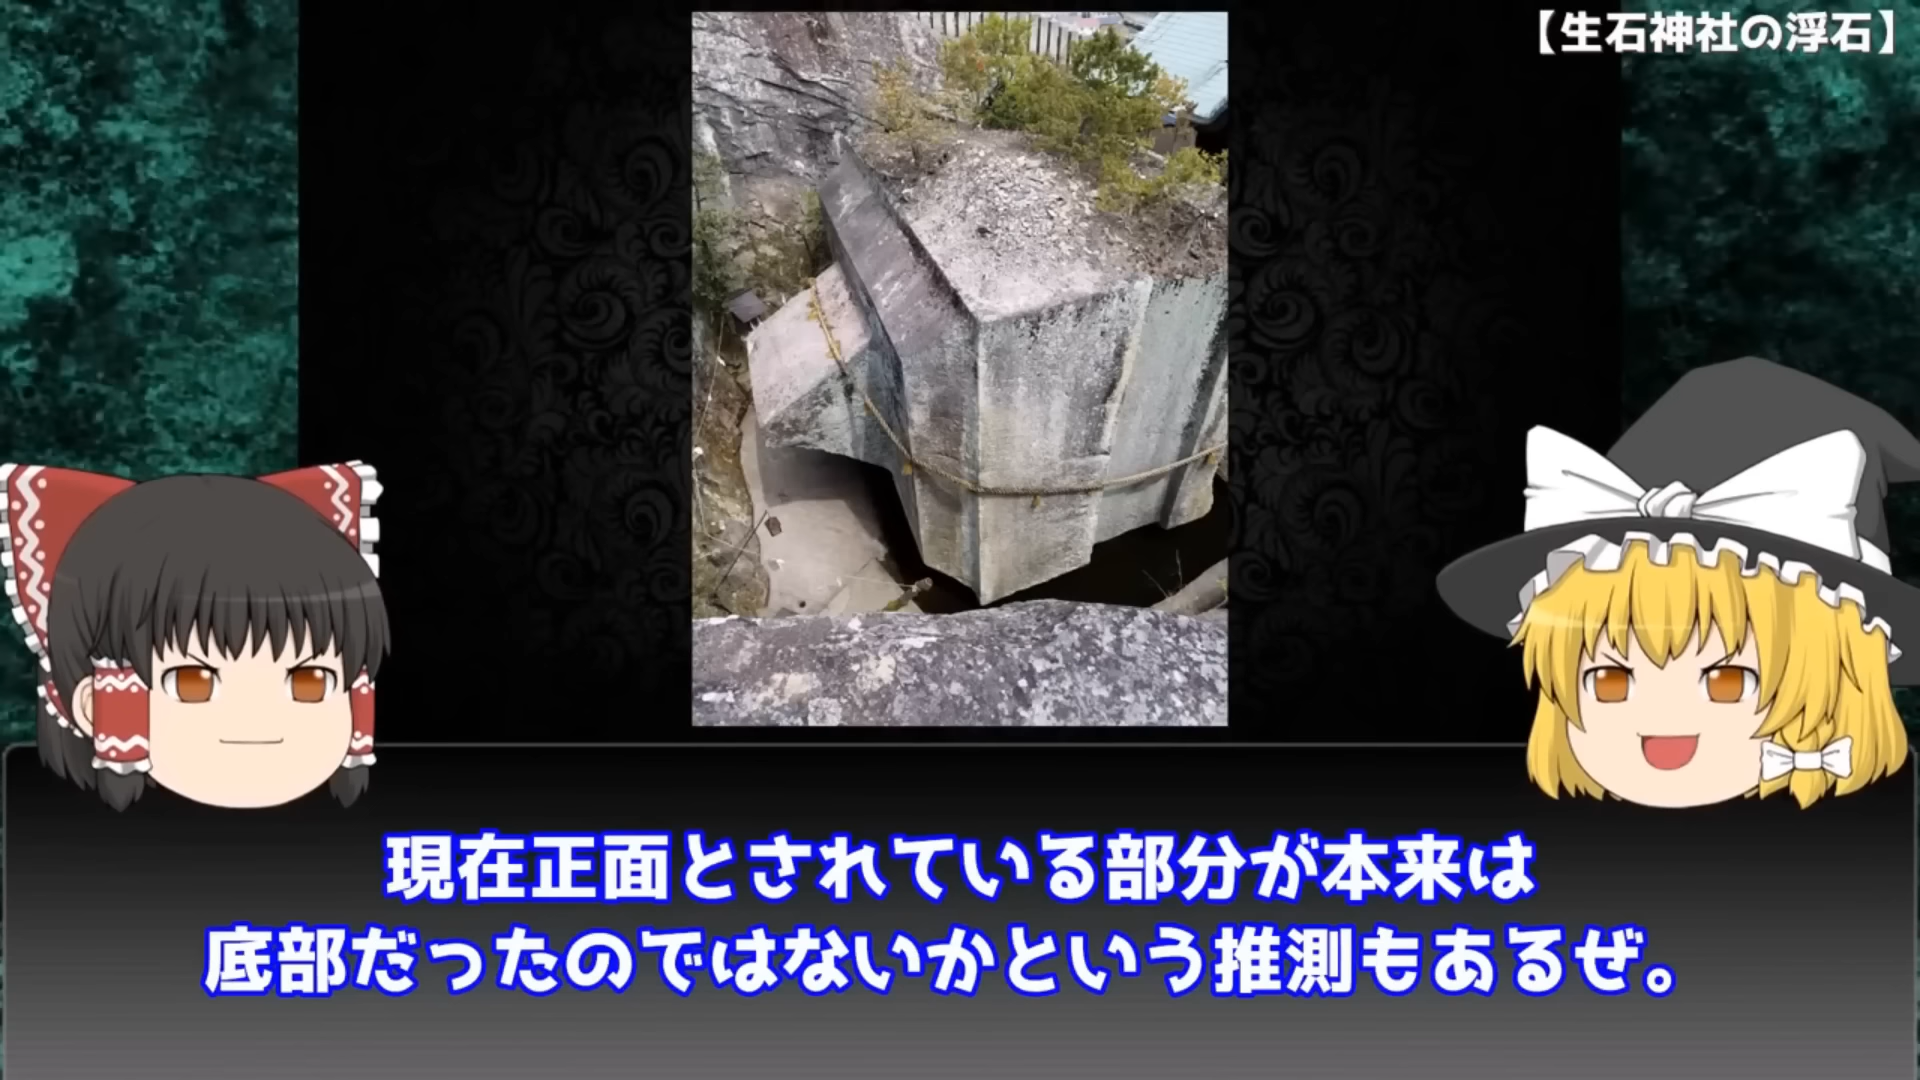 【生石神社の浮石】
現在正面とされている部分が本来は
底部だったのではないかという推測もあるぜ。